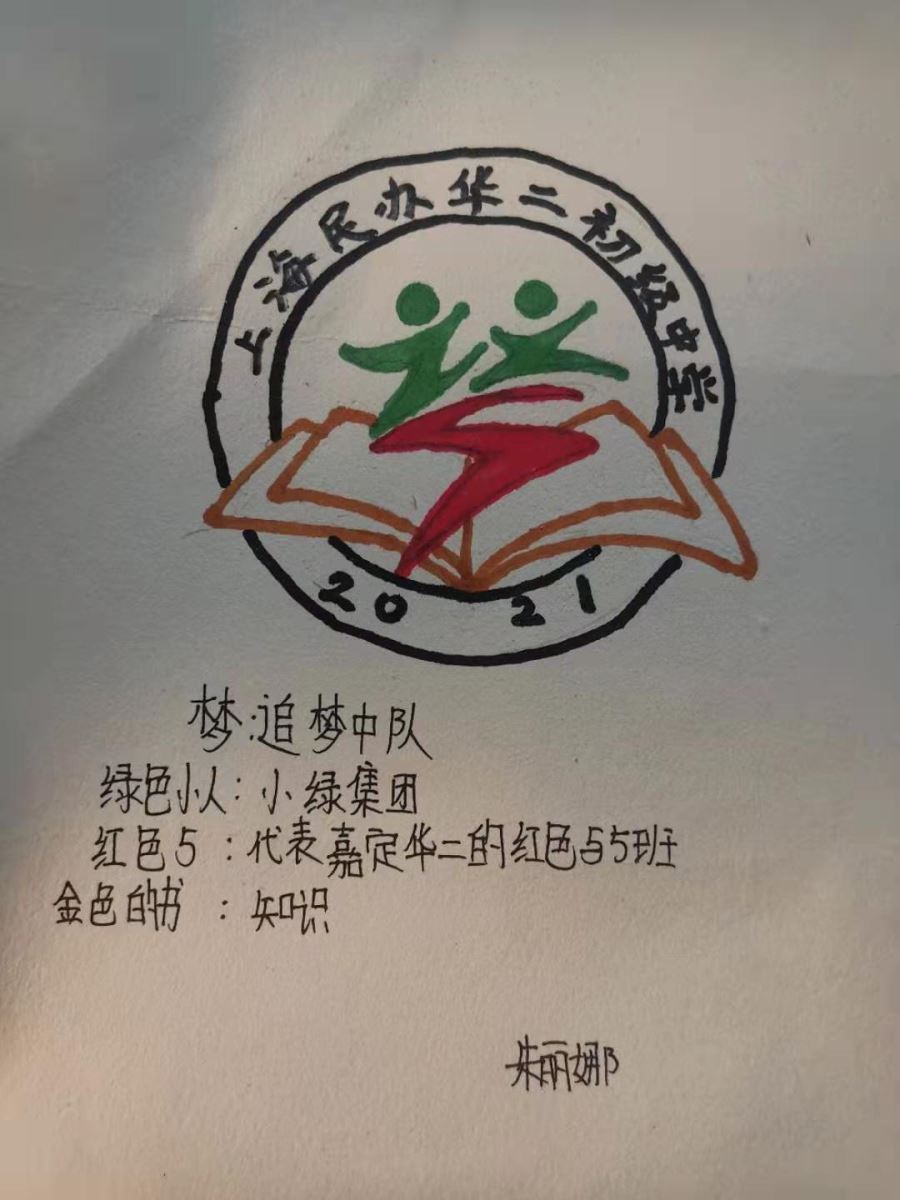 上海民办华二初级中学
20 21
梦:追梦中队
绿色小人:小绿集团
红色5:代表嘉定华二的红色与5班
金色的书:知识
朱丽娜